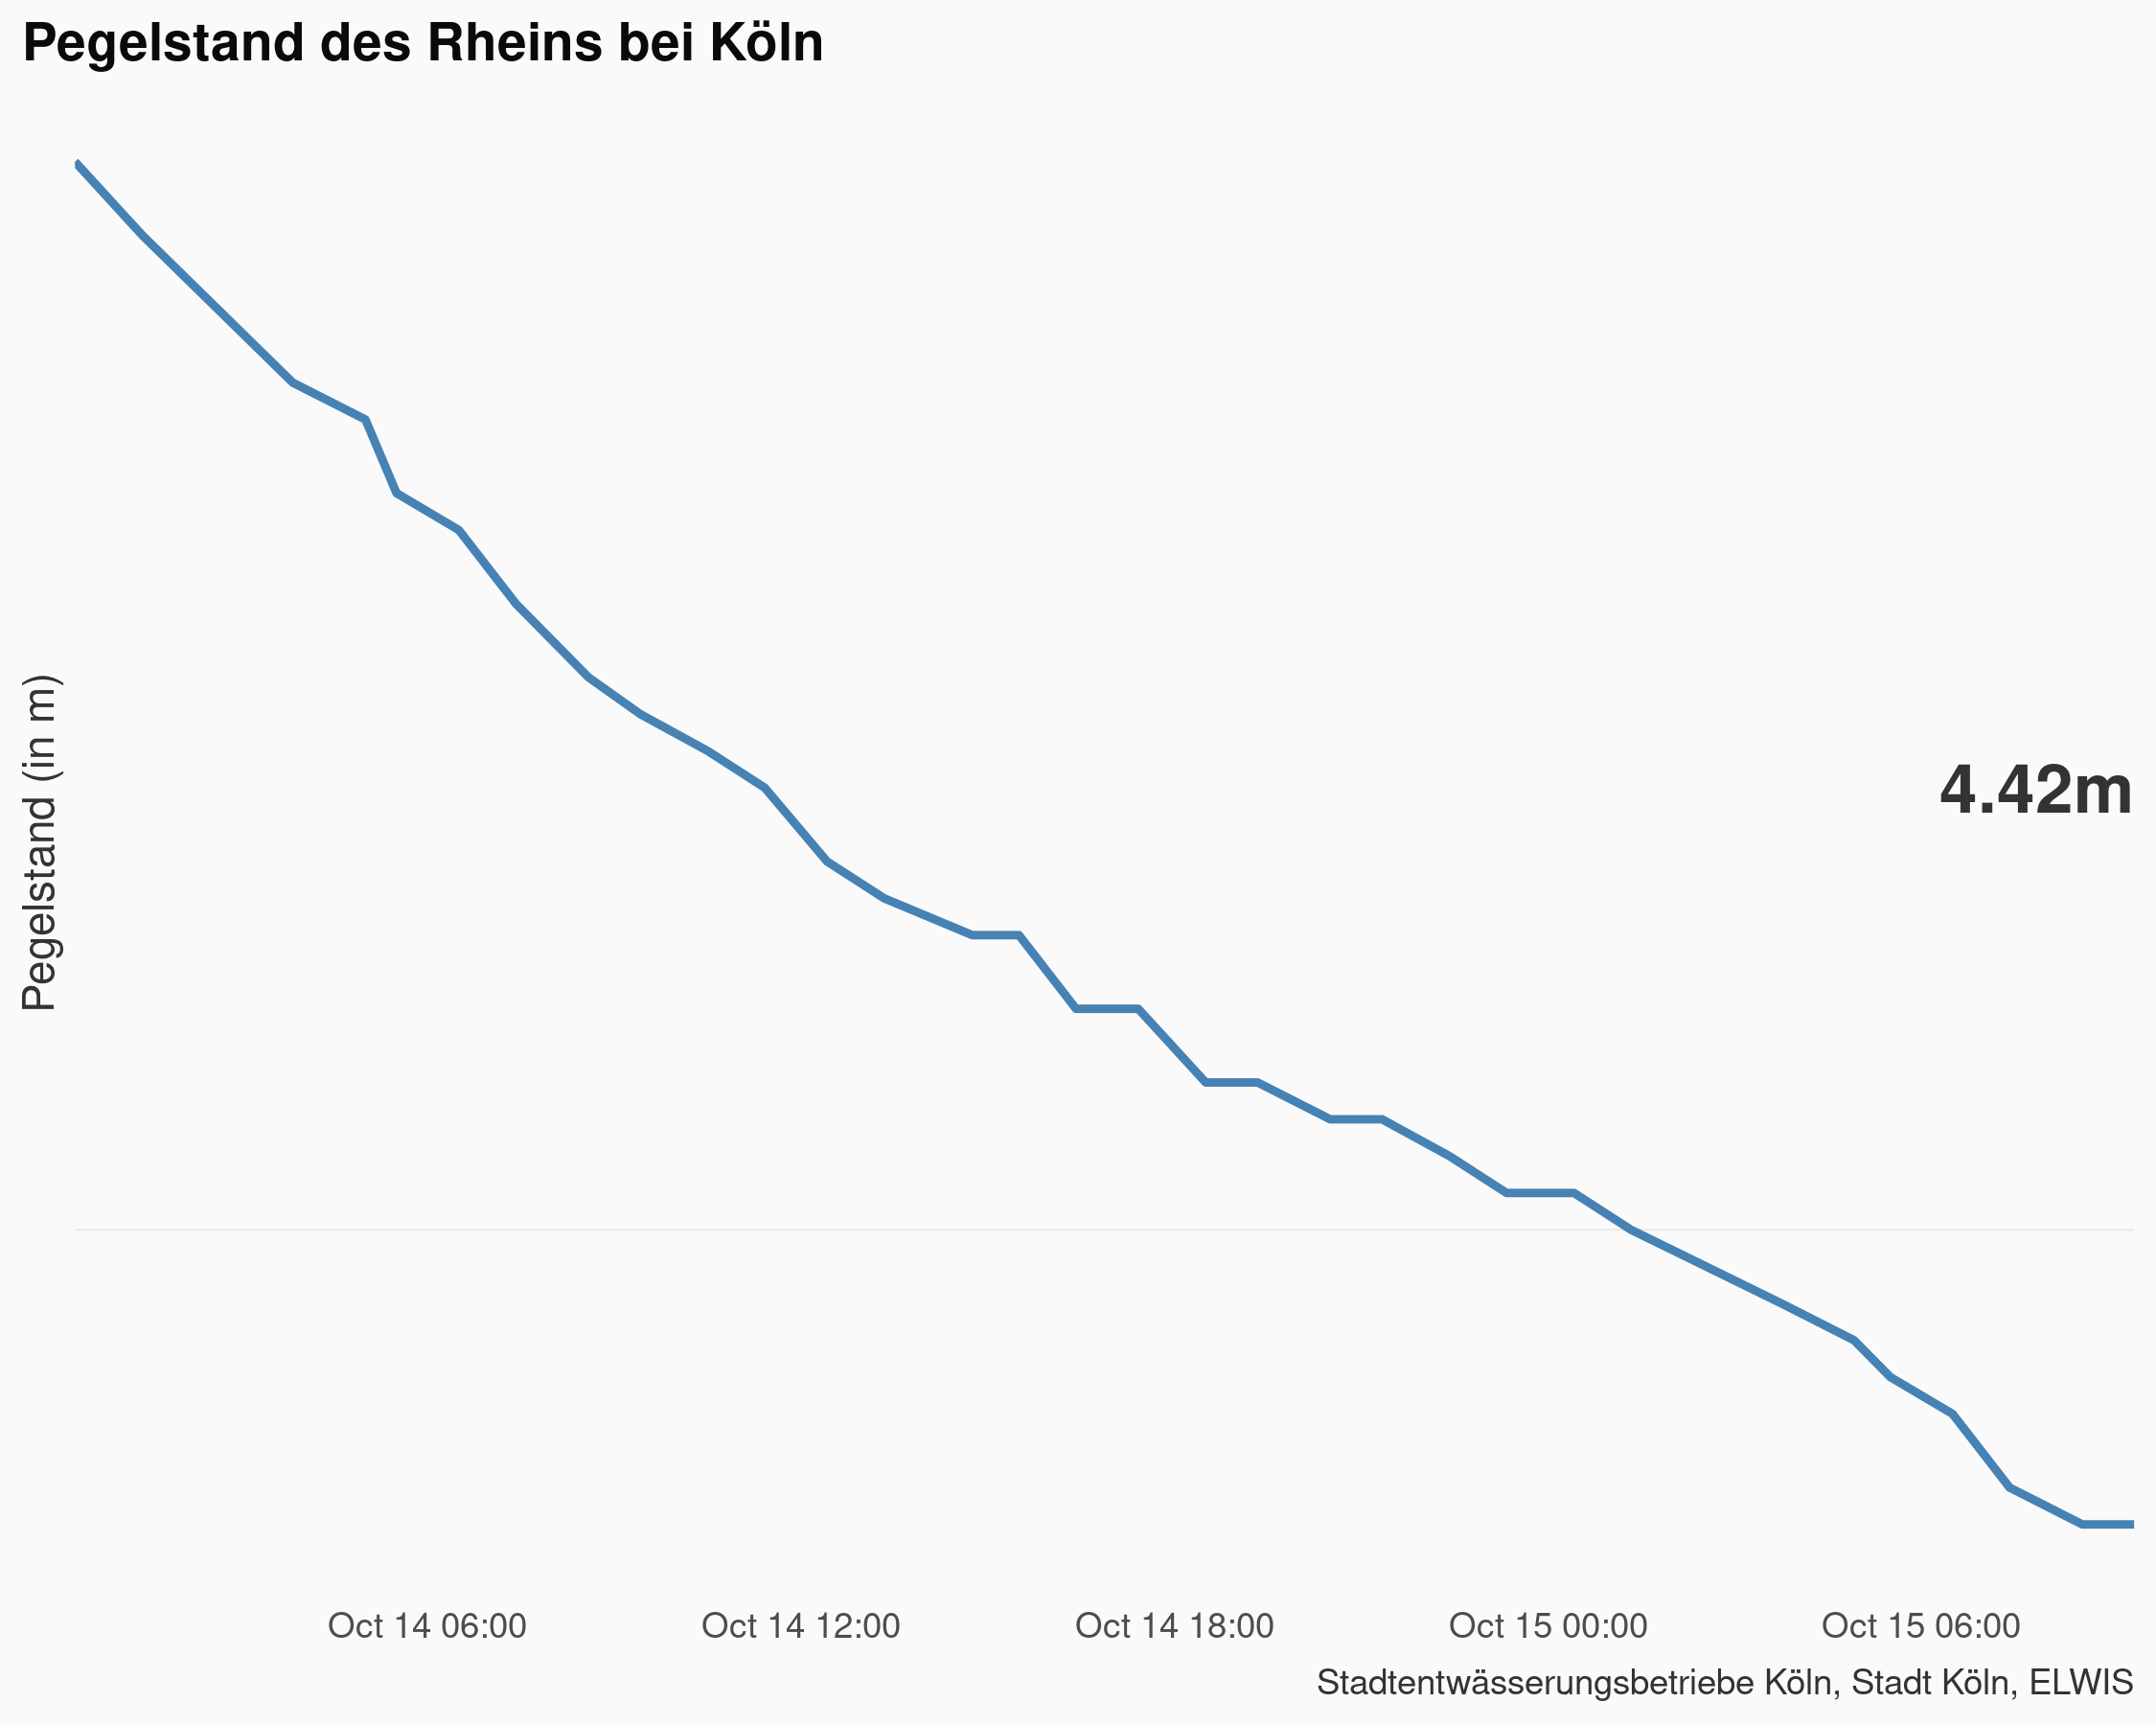 Pegelstand des Rheins bei Köln
Pegelstand (in m)
4.42m
Oct 14 06:00 Oct 14 12:00 Oct 14 18:00 Oct 15 00:00 Oct 15 06:00
Stadtentwässerungsbetriebe Köln, Stadt Köln, ELWIS